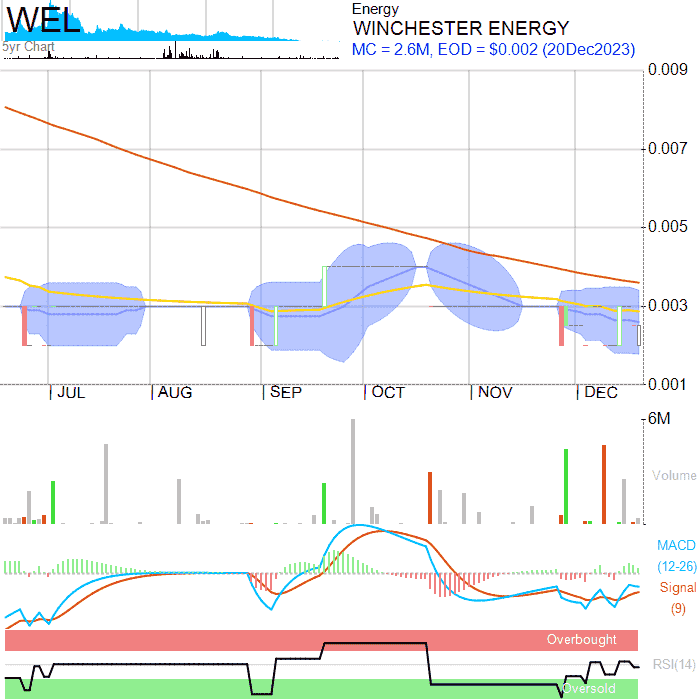 WEL
5yr Chart
Energy
WINCHESTER ENERGY
MC = 2.6M, EOD = $0.002 (20Dec2023)
0.009
0.007
0.005
0.003
0.001
JUL AUG SEP OCT NOV DEC
6M
Volume
MACD
(12-26)
Signal
(9)
Overbought
RSI(14)
Oversold